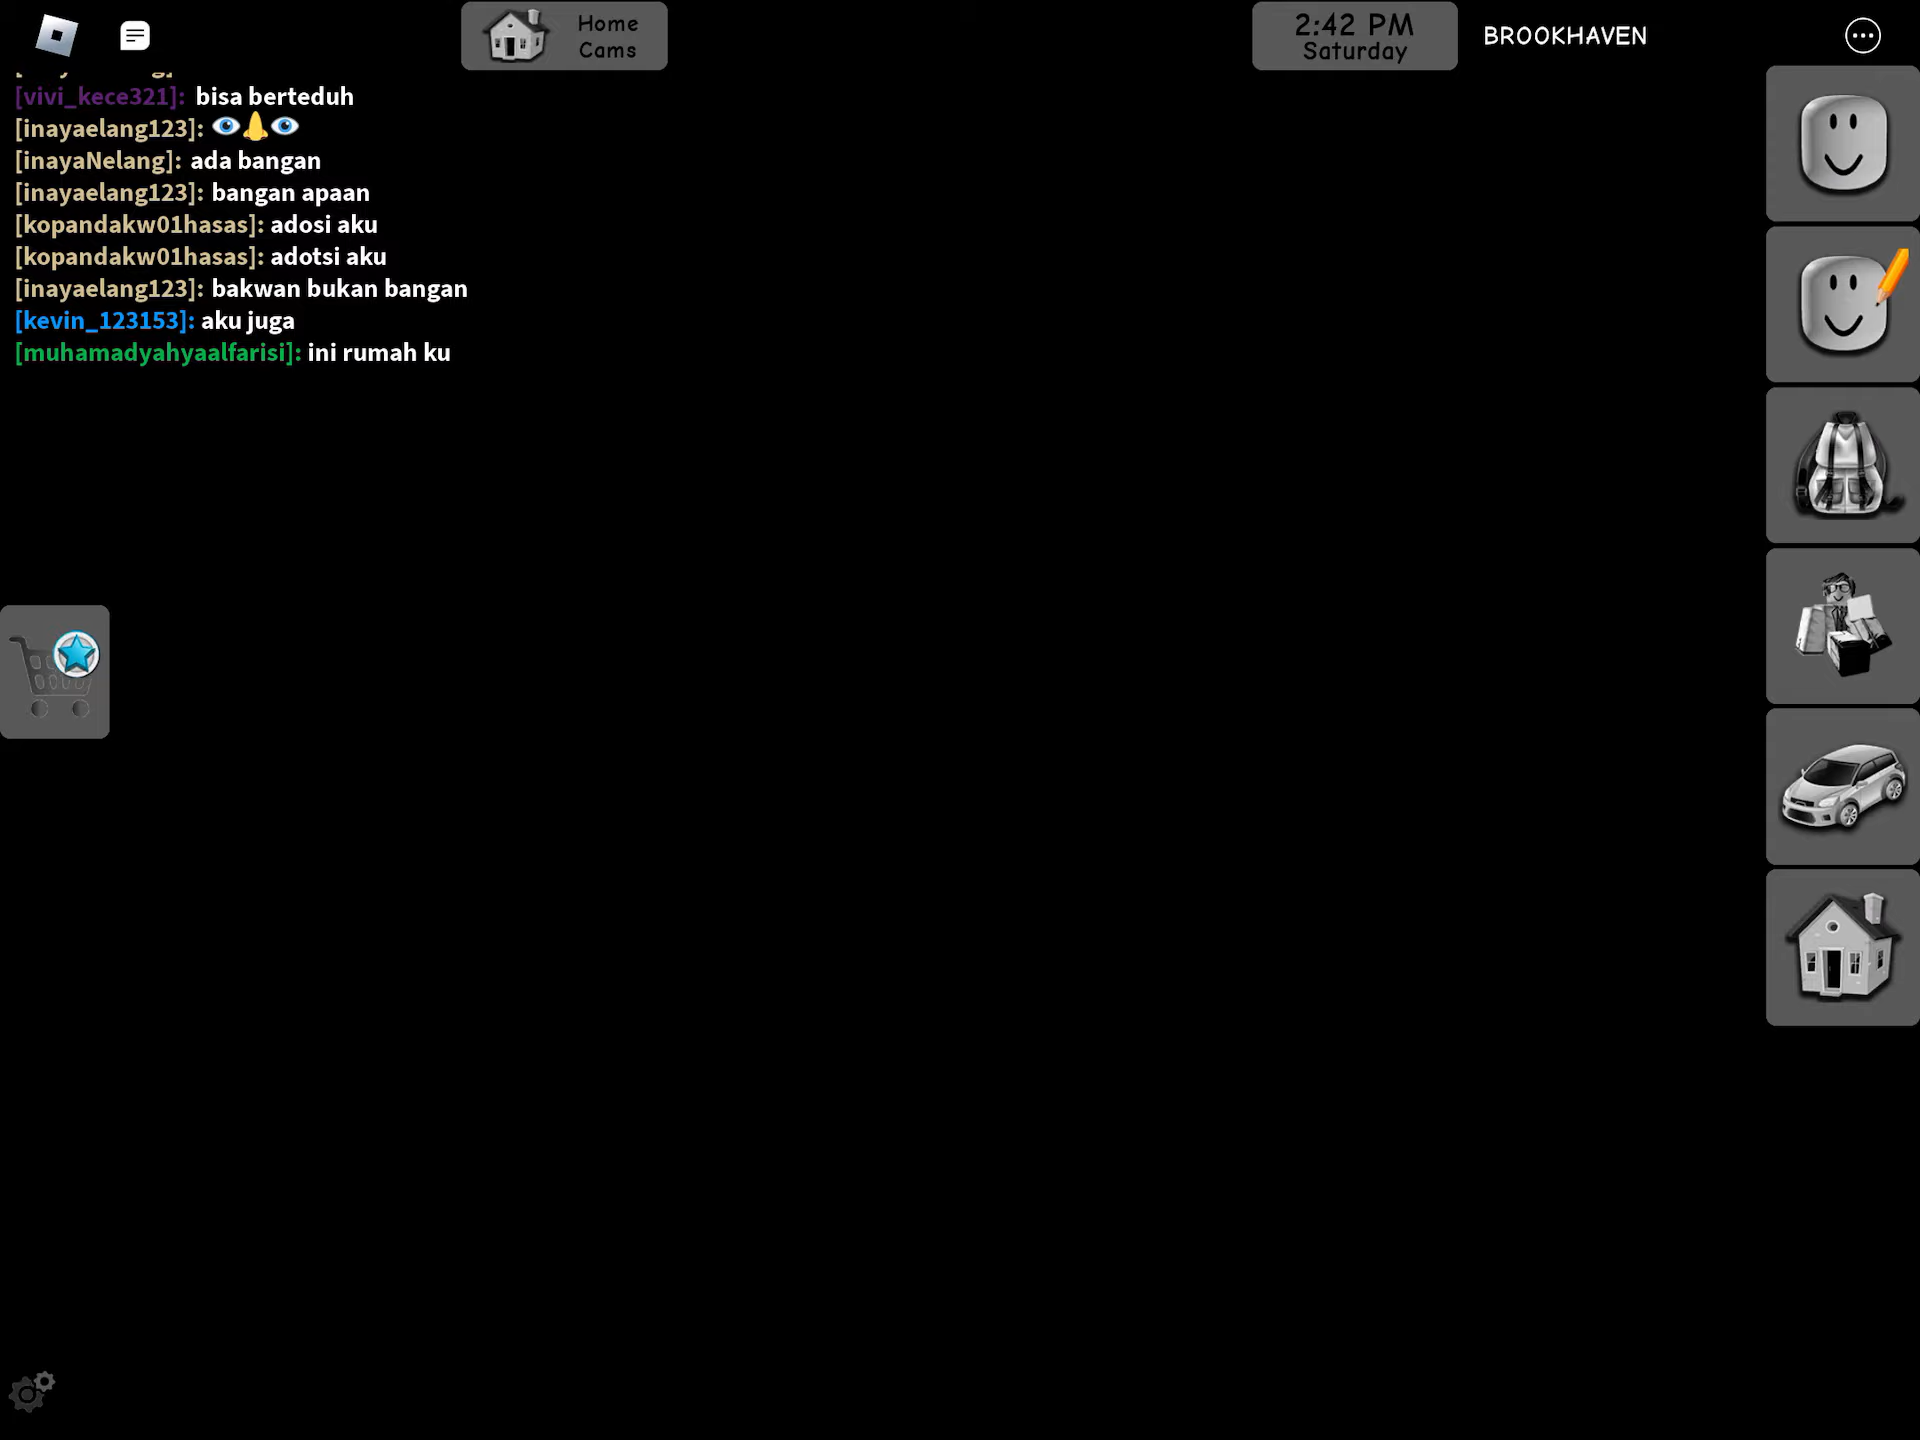 Home
Cams
2:42 PM
Saturday
BROOKHAVEN
[vivi_kece321]: bisa berteduh
[inayaelang123]: 👁👃👁
[inayaNelang]: ada bangan
[inayaelang123]: bangan apaan
[kopandakw01hasas]: adosi aku
[kopandakw01hasas]: adotsi aku
[inayaelang123]: bakwan bukan bangan
[kevin_123153]: aku juga
[muhamadyahyaalfarisi]: ini rumah ku